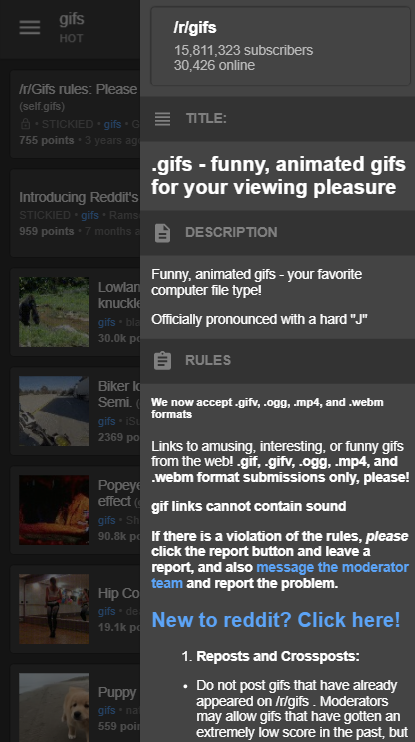 gifs
HOT
/r/Gifs rules: Please
(self.gifs)
• STICKIED • gifs • G
755 points • 3 years ago
Introducing Reddit's
STICKIED • gifs • Rams
959 points • 7 months a
Lowlan
knuckle
gifs • bla
30.0k po
Biker lo
Semi. (
gifs • iSu
2369 po
Popeye
effect (g
gifs • Sh
90.8k po
Hip Co
gifs • de
19.1k po
Puppy
gifs • nat
559 poin
/r/gifs
15,811,323 subscribers
30,426 online
TITLE:
.gifs - funny, animated gifs
for your viewing pleasure
DESCRIPTION
Funny, animated gifs - your favorite
computer file type!
Officially pronounced with a hard "J"
RULES
We now accept .gifv, .ogg, .mp4, and .webm
formats
Links to amusing, interesting, or funny gifs
from the web! .gif, .gifv, .ogg, .mp4, and
.webm format submissions only, please!
gif links cannot contain sound
If there is a violation of the rules, please
click the report button and leave a
report, and also message the moderator
team and report the problem.
New to reddit? Click here!
1. Reposts and Crossposts:
• Do not post gifs that have already
appeared on /r/gifs . Moderators
may allow gifs that have gotten an
extremely low score in the past, but